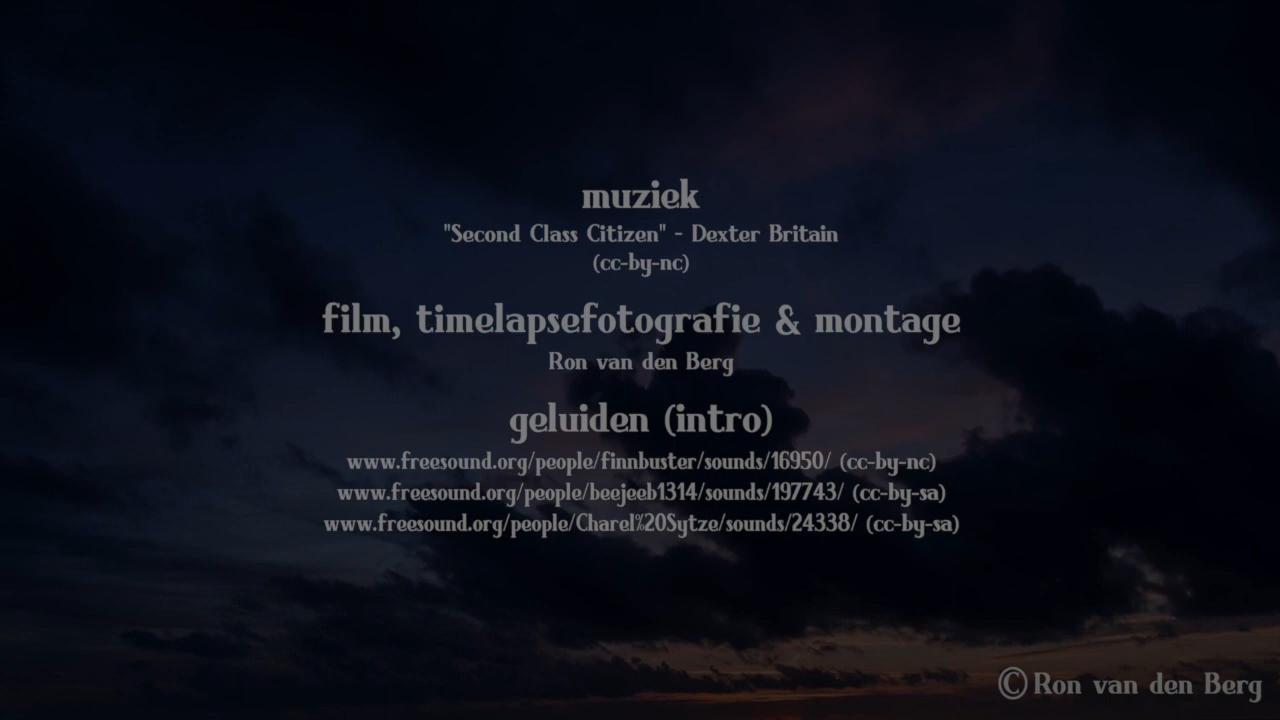 muziek
"Second Class Citizen" - Dexter Britain
(cc-by-nc)
film, timelapsefotografie & montage
Ron van den Berg
geluiden (intro)
www.freesound.org/people/finnbuster/sounds/16950/ (cc-by-nc)
www.freesound.org/people/beejeeb1314/sounds/197743/ (cc-by-sa)
www.freesound.org/people/Charel%20Sytze/sounds/24338/ (cc-by-sa)
© Ron van den Berg